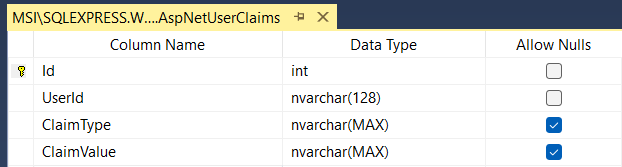 MSI\SQLEXPRESS.W....AspNetUserClaims
Column Name Data Type Allow Nulls
Id int
UserId nvarchar(128)
ClaimType nvarchar(MAX)
ClaimValue nvarchar(MAX)